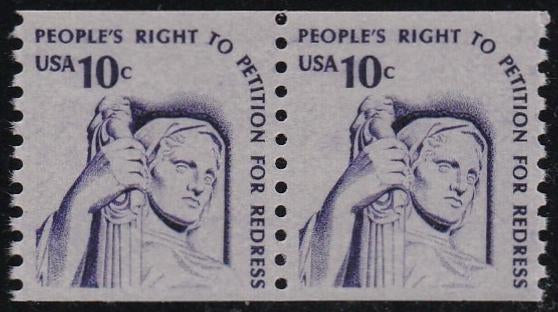 PEOPLE'S RIGHT TO PETITION FOR REDRESS
USA 10c
PEOPLE'S RIGHT TO PETITION FOR REDRESS
USA 10c